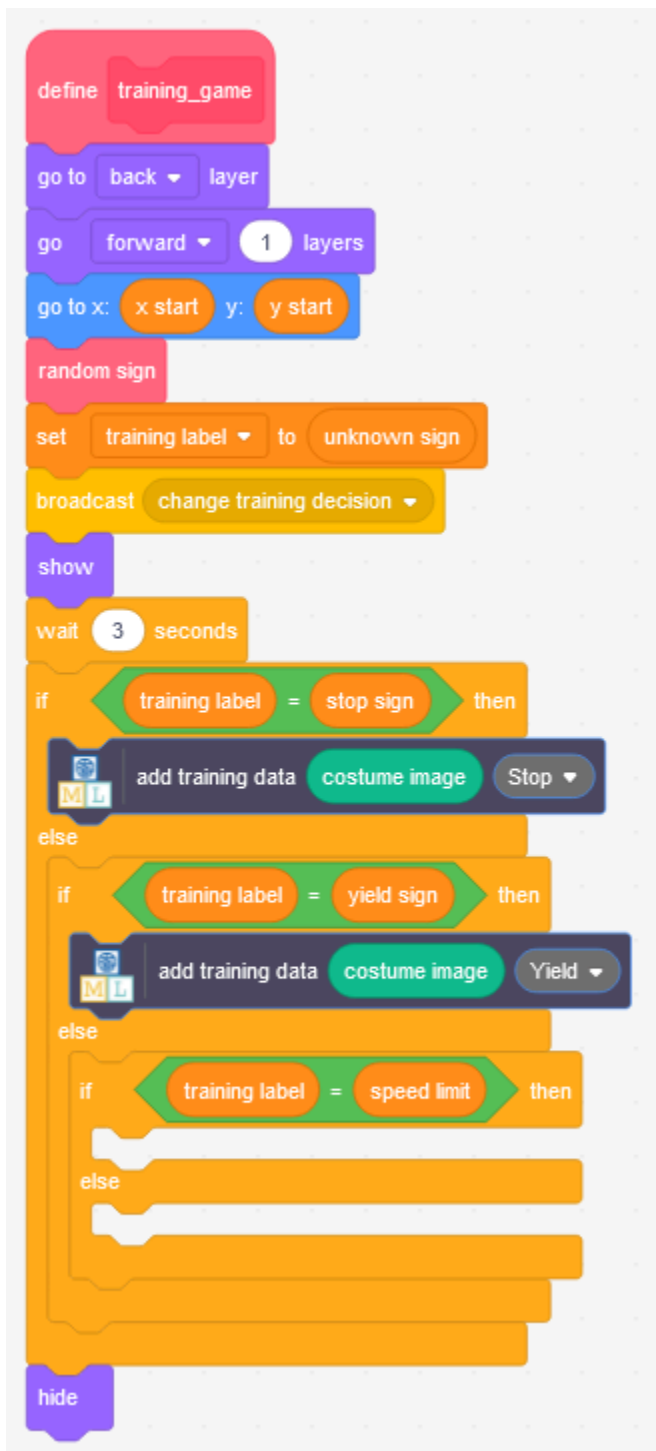 define training_game
go to back layer
go forward 1 layers
go to x: x start y: y start
random sign
set training label to unknown sign
broadcast change training decision
show
wait 3 seconds
if training label = stop sign then
ML add training data costume image Stop
else
if training label = yield sign then
ML add training data costume image Yield
else
if training label = speed limit then
else
hide